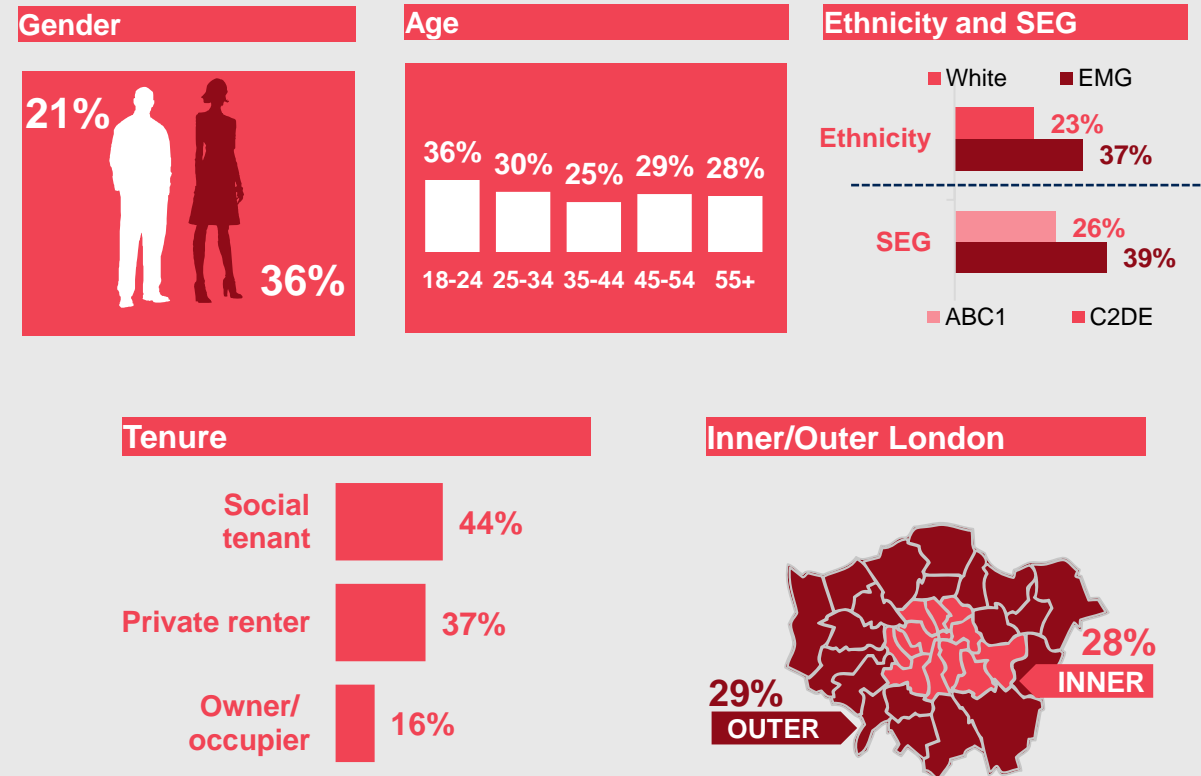 Gender
21%
36%
Age
36% 30% 25% 29% 28%
18-24 25-34 35-44 45-54 55+
Ethnicity and SEG
White EMG
Ethnicity
23%
37%
SEG
26%
39%
ABC1 C2DE
Tenure
Social
tenant
44%
Private renter
37%
Owner/
occupier
16%
Inner/Outer London
28%
INNER
29%
OUTER